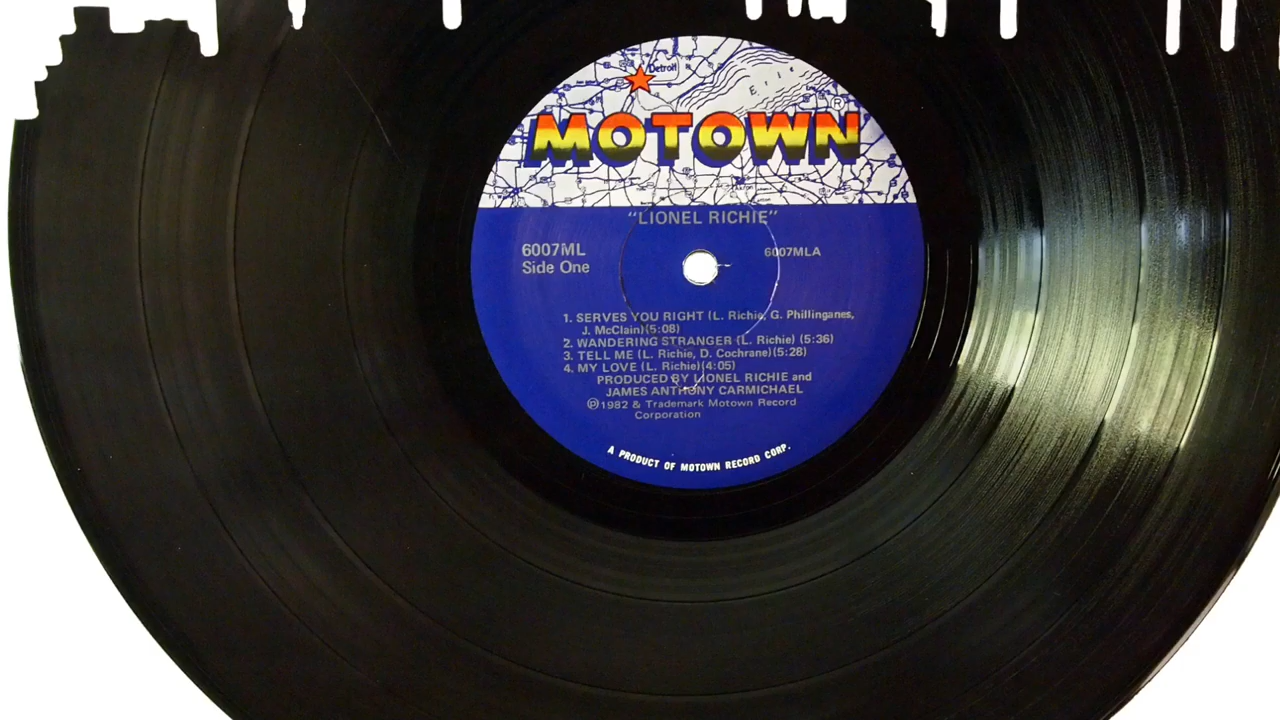 Detroit
E r i
MOTOWN®
"LIONEL RICHIE"
6007ML
6007MLA
Side One
1. SERVES YOU RIGHT (L. Richie, G. Phillinganes,
J. McClain)(5:08)
2. WANDERING STRANGER (L. Richie) (5:36)
3. TELL ME (L. Richie, D. Cochrane)(5:28)
4. MY LOVE (L. Richie)(4:05)
PRODUCED BY LIONEL RICHIE and
JAMES ANTHONY CARMICHAEL
℗1982 & Trademark Motown Record
Corporation
A PRODUCT OF MOTOWN RECORD CORP.